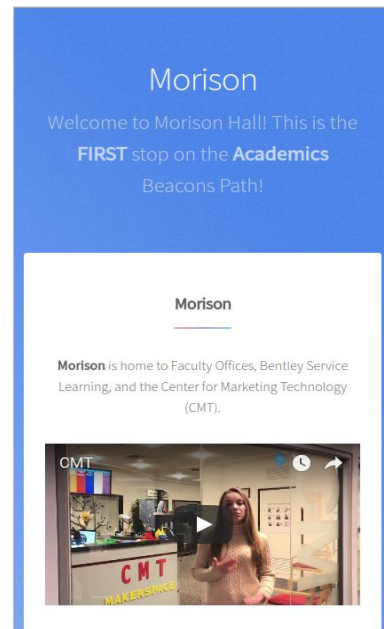 Morison
Welcome to Morison Hall! This is the
FIRST stop on the Academics
Beacons Path!
Morison
Morison is home to Faculty Offices, Bentley Service
Learning, and the Center for Marketing Technology
(CMT).
CMT
CMT
MAKERSPACE